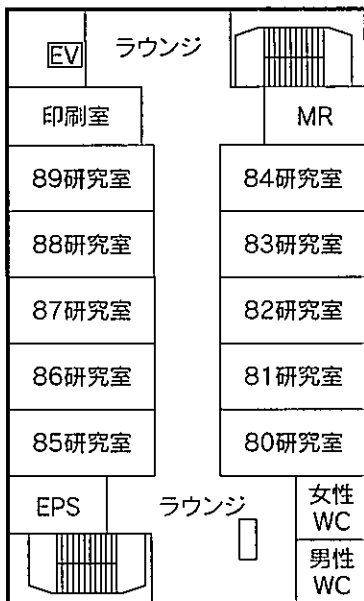 EV
ラウンジ
印刷室
MR
89研究室
84研究室
88研究室
83研究室
87研究室
82研究室
86研究室
81研究室
85研究室
80研究室
EPS
ラウンジ
女性
WC
男性
WC